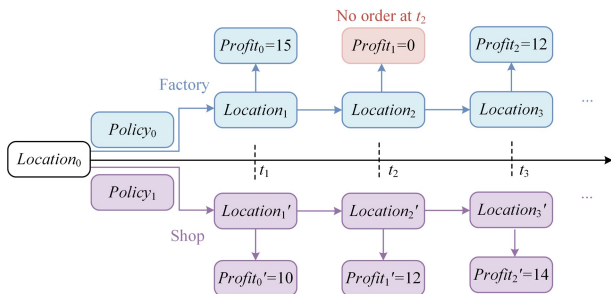 No order at t₂
Profit₀=15
Profit₁=0
Profit₂=12
Factory
Location₁
Location₂
Location₃
...
Policy₀
Location₀
t₁
t₂
t₃
Policy₁
Location₁'
Location₂'
Location₃'
...
Shop
Profit₀'=10
Profit₁'=12
Profit₂'=14